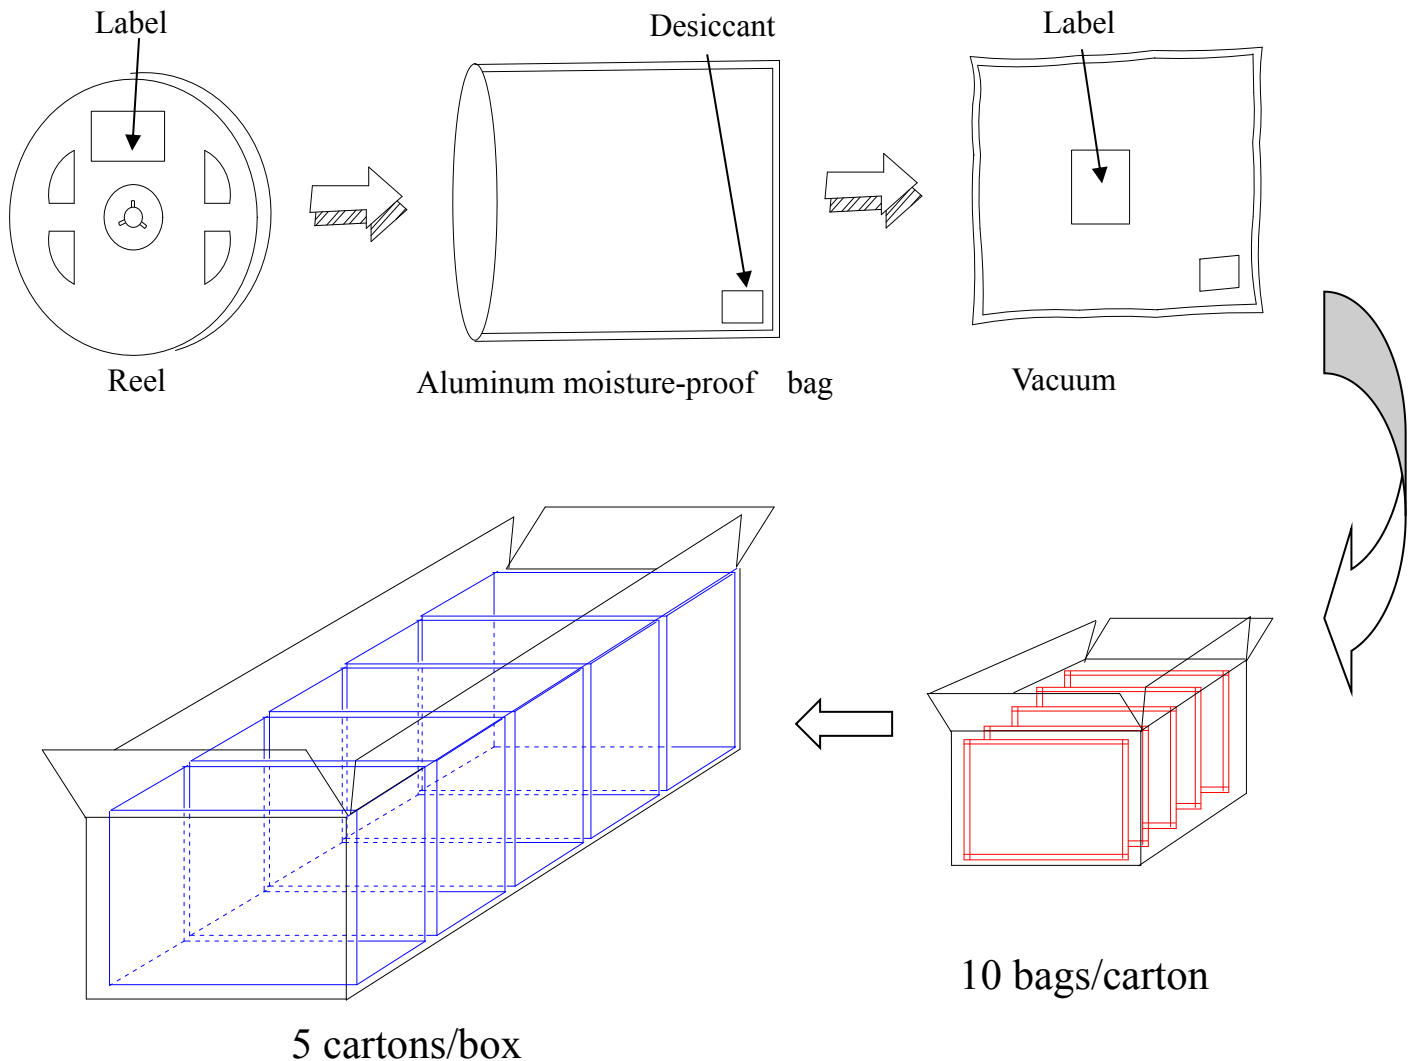 Label
Desiccant
Label
Reel
Aluminum moisture-proof bag
Vacuum
10 bags/carton
5 cartons/box